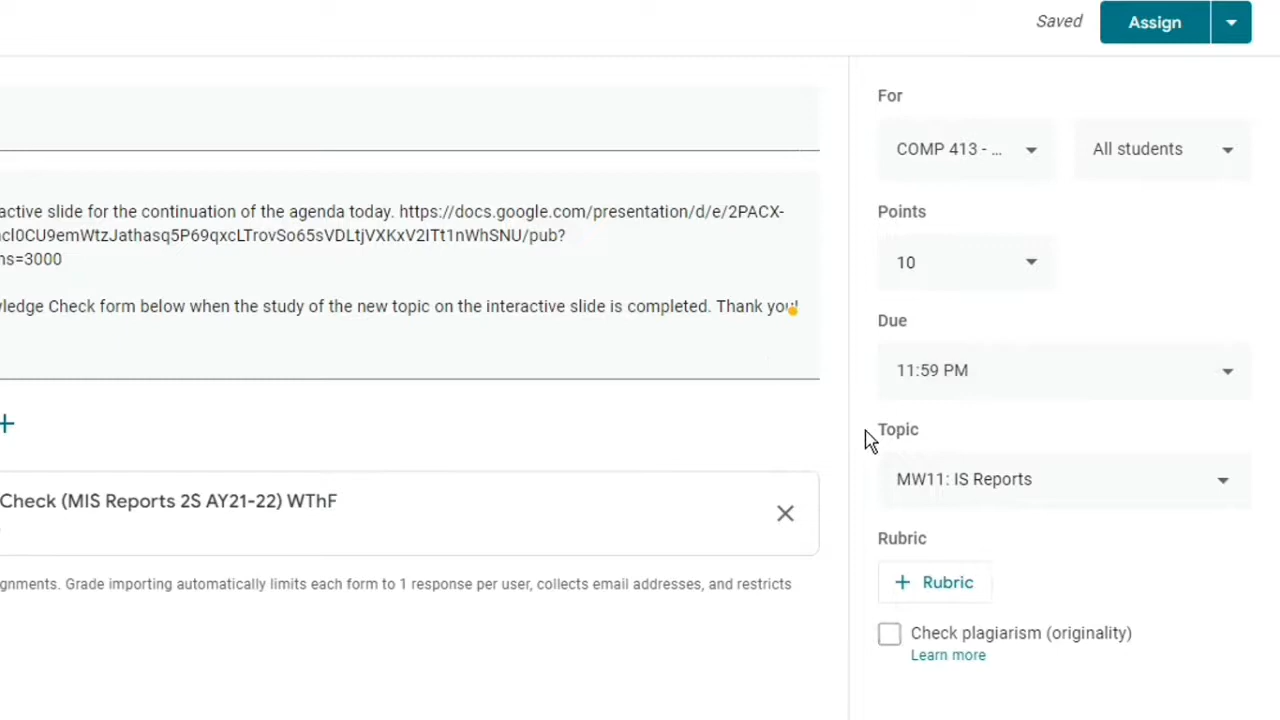 Saved
Assign
For
COMP 413 - ...
All students
Points
active slide for the continuation of the agenda today. https://docs.google.com/presentation/d/e/2PACX-
cl0CU9emWtzJathasq5P69qxcLTrovSo65sVDLtjVXKxV2ITt1nWhSNU/pub?
ns=3000
10
ledge Check form below when the study of the new topic on the interactive slide is completed. Thank you!
Due
11:59 PM
Topic
MW11: IS Reports
Check (MIS Reports 2S AY21-22) WThF
Rubric
+ Rubric
gnments. Grade importing automatically limits each form to 1 response per user, collects email addresses, and restricts
Check plagiarism (originality)
Learn more